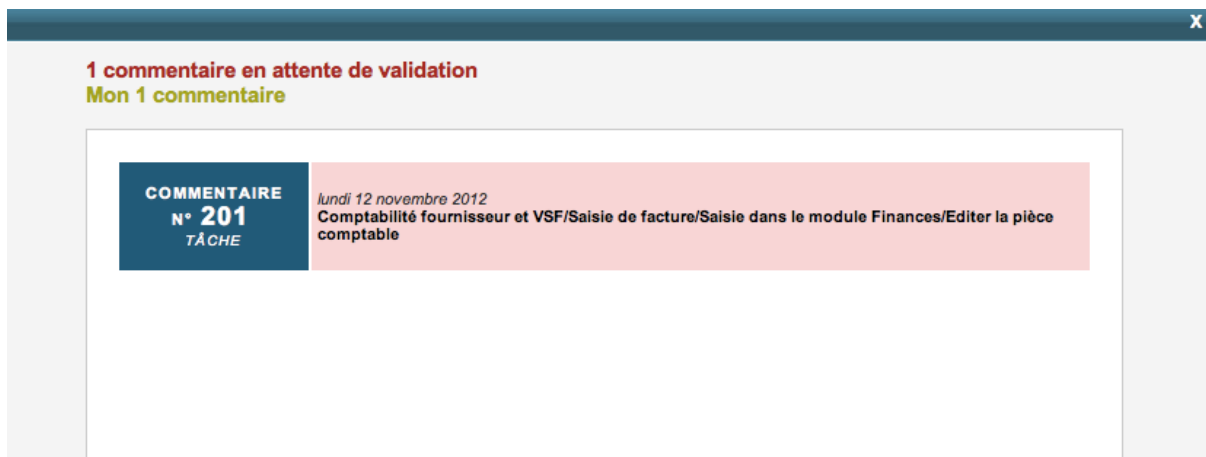 X
1 commentaire en attente de validation
Mon 1 commentaire
COMMENTAIRE
N° 201
TÂCHE
lundi 12 novembre 2012
Comptabilité fournisseur et VSF/Saisie de facture/Saisie dans le module Finances/Editer la pièce
comptable